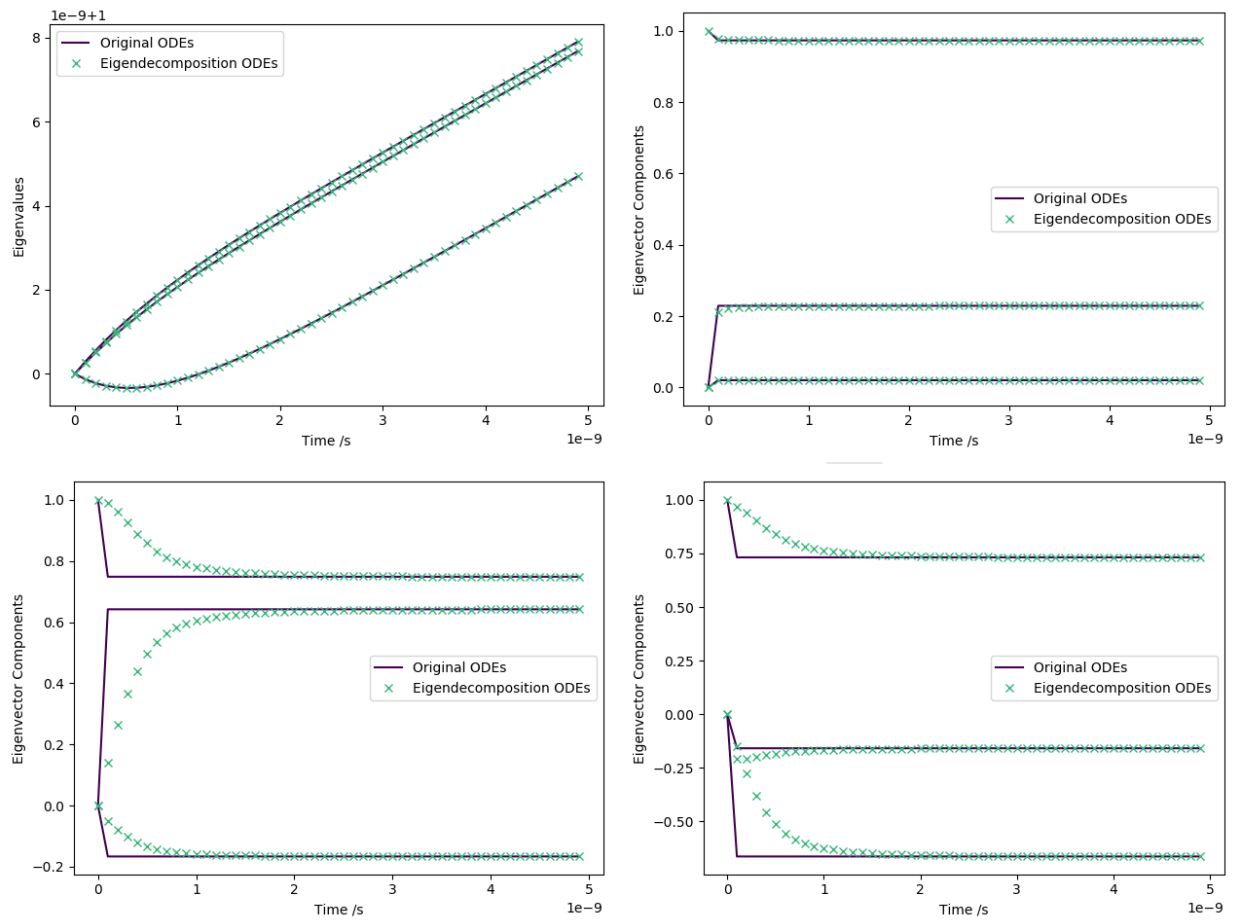 1e−9+1
Original ODEs
Eigendecomposition ODEs
Eigenvalues
8
6
4
2
0
0 1 2 3 4 5
Time /s
1e−9
Eigenvector Components
1.0
0.8
0.6
0.4
0.2
0.0
Original ODEs
Eigendecomposition ODEs
0 1 2 3 4 5
Time /s
1e−9
Eigenvector Components
1.0
0.8
0.6
0.4
0.2
0.0
−0.2
Original ODEs
Eigendecomposition ODEs
0 1 2 3 4 5
Time /s
1e−9
Eigenvector Components
1.00
0.75
0.50
0.25
0.00
−0.25
−0.50
Original ODEs
Eigendecomposition ODEs
0 1 2 3 4 5
Time /s
1e−9